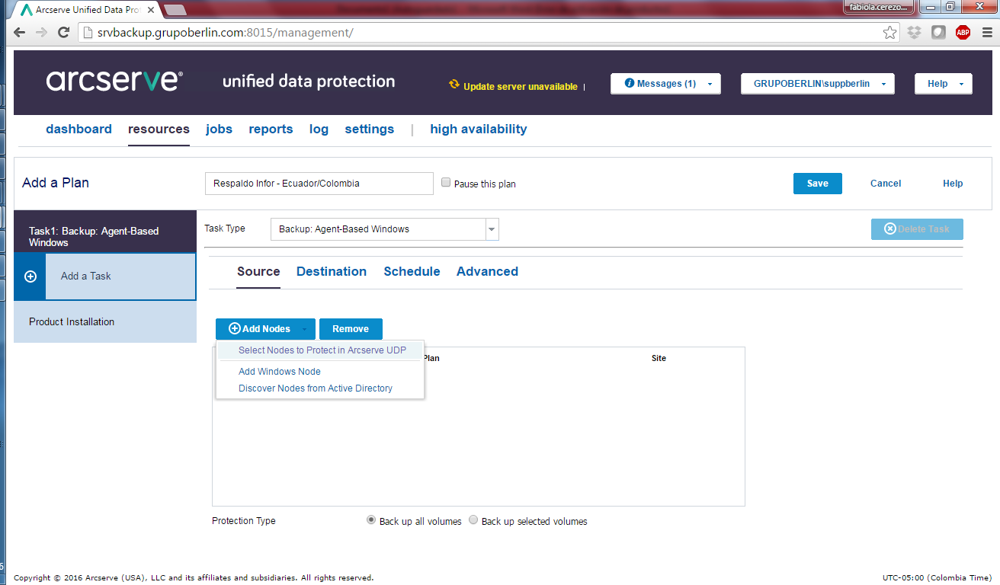 Arcserve Unified Data Pro
fabiola.cerezo...
srvbackup.grupoberlin.com:8015/management/
ABP
arcserve®
unified data protection
Update server unavailable |
Messages (1)
GRUPOBERLIN\suppberlin
Help
dashboard resources jobs reports log settings | high availability
Add a Plan
Respaldo Infor - Ecuador/Colombia
Pause this plan
Save
Cancel
Help
Task1: Backup: Agent-Based
Windows
Add a Task
Product Installation
Task Type
Backup: Agent-Based Windows
Delete Task
Source Destination Schedule Advanced
Add Nodes
Remove
Select Nodes to Protect in Arcserve UDP
Add Windows Node
Discover Nodes from Active Directory
Plan
Site
Protection Type
Back up all volumes
Back up selected volumes
Copyright © 2016 Arcserve (USA), LLC and its affiliates and subsidiaries. All rights reserved.
UTC-05:00 (Colombia Time)